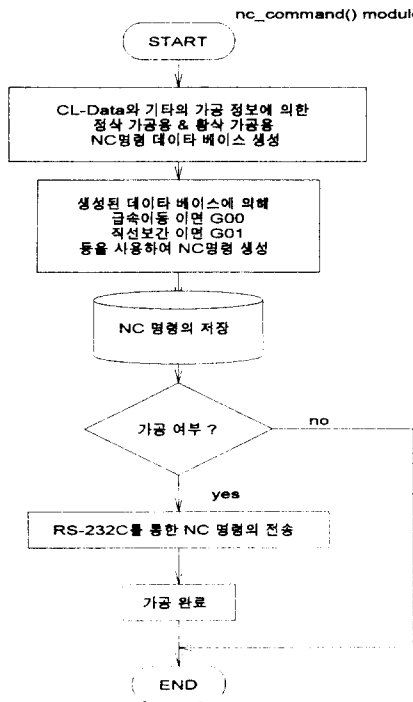 nc_command() module
START
CL-Data와 기타의 가공 정보에 의한
정삭 가공용 & 황삭 가공용
NC명령 데이타 베이스 생성
생성된 데이타 베이스에 의해
급속이동 이면 G00
직선보간 이면 G01
등을 사용하여 NC명령 생성
NC 명령의 저장
가공 여부 ?
no
yes
RS-232C를 통한 NC 명령의 전송
가공 완료
END